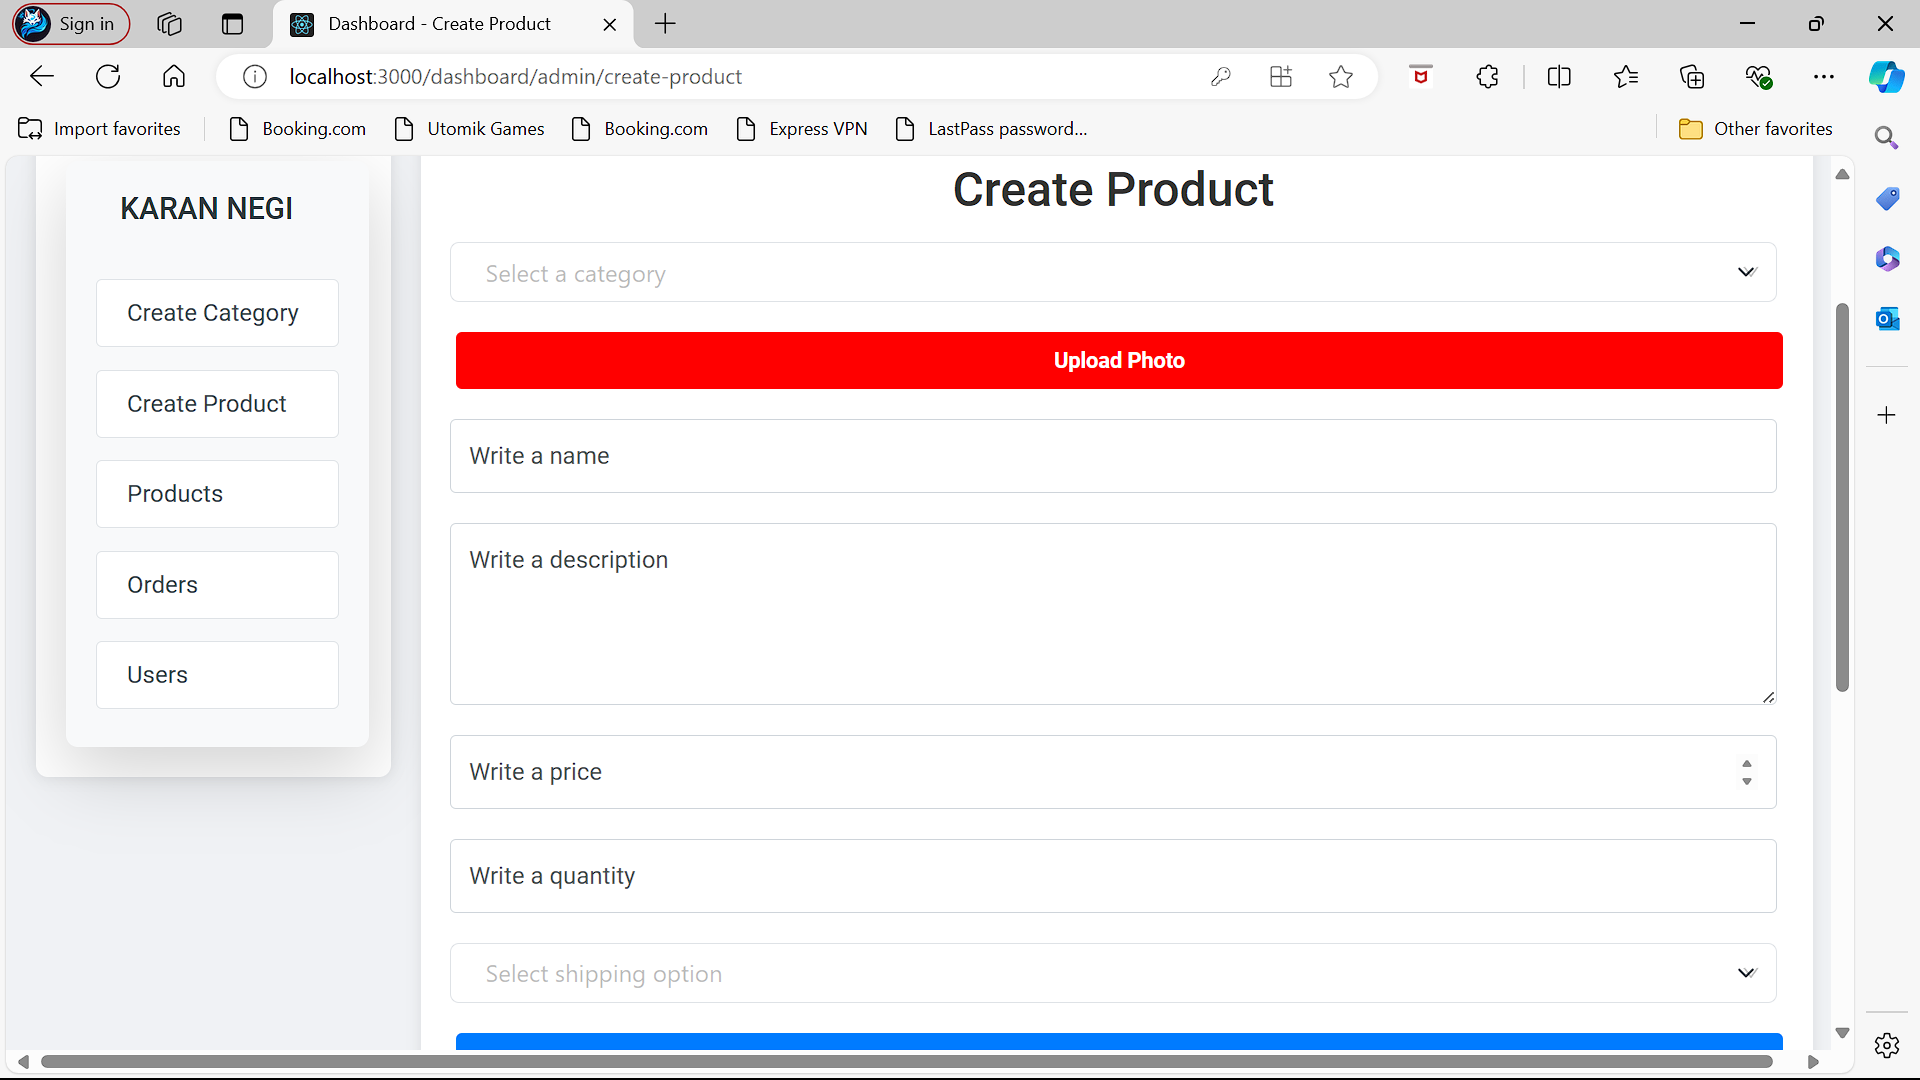 Sign in
Dashboard - Create Product
localhost:3000/dashboard/admin/create-product
Import favorites
Booking.com
Utomik Games
Booking.com
Express VPN
LastPass password...
Other favorites
KARAN NEGI
Create Category
Create Product
Products
Orders
Users
Create Product
Select a category
Upload Photo
Write a name
Write a description
Write a price
Write a quantity
Select shipping option